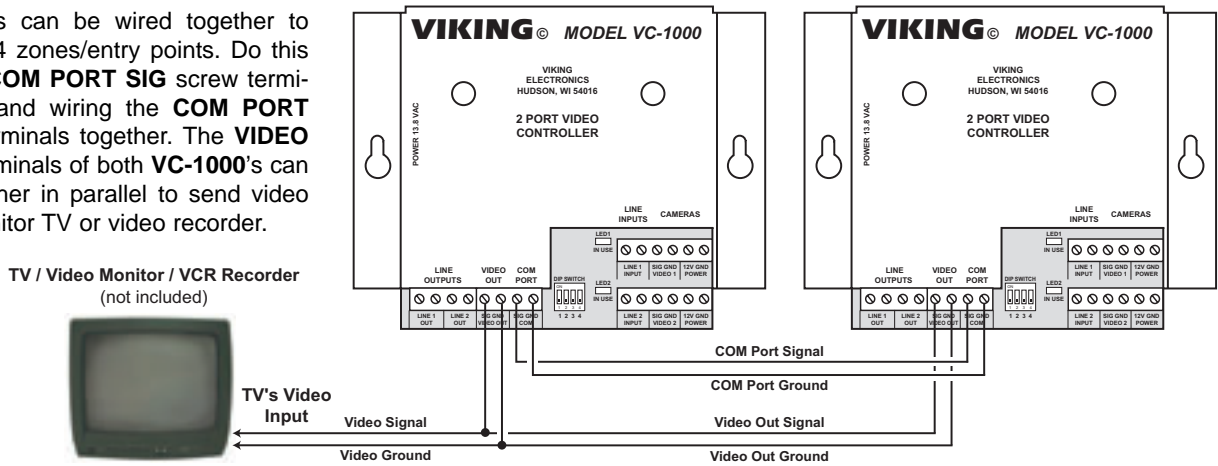 s can be wired together to
4 zones/entry points. Do this
COM PORT SIG screw termi-
and wiring the COM PORT
rminals together. The VIDEO
minals of both VC-1000's can
her in parallel to send video
itor TV or video recorder.
TV / Video Monitor / VCR Recorder
(not included)
TV's Video
Input
VIKING© MODEL VC-1000
VIKING
ELECTRONICS
HUDSON, WI 54016
2 PORT VIDEO
CONTROLLER
POWER 13.8 VAC
LINE
INPUTS
CAMERAS
LED1
IN USE
LINE 1
INPUT
SIG GND
VIDEO 1
12V GND
POWER
LINE
OUTPUTS
VIDEO
OUT
COM
PORT
DIP SWITCH
ON
1 2 3 4
LED2
IN USE
LINE 1
OUT
LINE 2
OUT
SIG GND
VIDEO OUT
SIG GND
COM
LINE 2
INPUT
SIG GND
VIDEO 2
12V GND
POWER
VIKING© MODEL VC-1000
VIKING
ELECTRONICS
HUDSON, WI 54016
2 PORT VIDEO
CONTROLLER
POWER 13.8 VAC
LINE
INPUTS
CAMERAS
LED1
IN USE
LINE 1
INPUT
SIG GND
VIDEO 1
12V GND
POWER
LINE
OUTPUTS
VIDEO
OUT
COM
PORT
DIP SWITCH
ON
1 2 3 4
LED2
IN USE
LINE 1
OUT
LINE 2
OUT
SIG GND
VIDEO OUT
SIG GND
COM
LINE 2
INPUT
SIG GND
VIDEO 2
12V GND
POWER
COM Port Signal
COM Port Ground
Video Signal
Video Out Signal
Video Ground
Video Out Ground